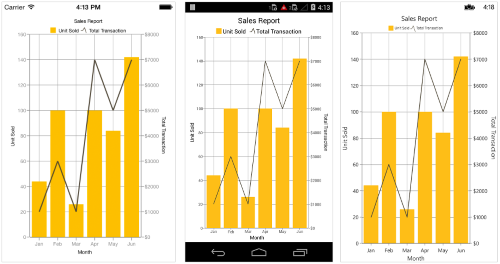 Carrier 4:13 PM
Sales Report
Unit Sold Total Transaction
160 $8000
140 $7000
120 $6000
100 $5000
80 $4000
60 $3000
40 $2000
20 $1000
0 $0
Unit Sold
Total Transaction
Jan Feb Mar Apr May Jun
Month
4:13
Sales Report
Unit Sold Total Transaction
160 $8000
140 $7000
120 $6000
100 $5000
80 $4000
60 $3000
40 $2000
20 $1000
0 $0
Unit Sold
Total Transaction
Jan Feb Mar Apr May Jun
Month
4:18
Sales Report
Unit Sold Total Transaction
160 $8000
140 $7000
120 $6000
100 $5000
80 $4000
60 $3000
40 $2000
20 $1000
0 $0
Unit Sold
Total Transaction
Jan Feb Mar Apr May Jun
Month